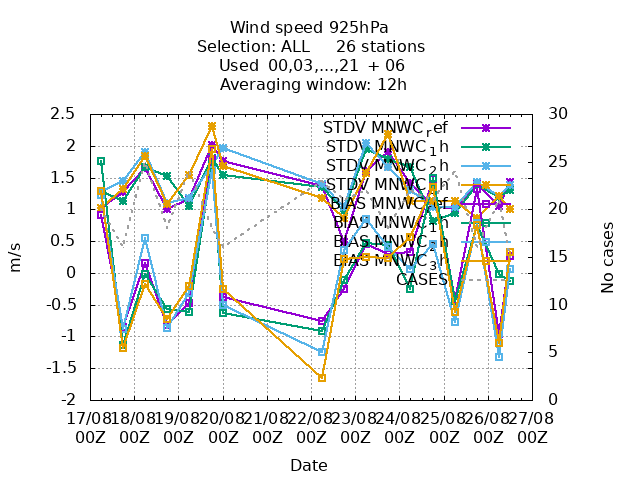 Wind speed 925hPa
Selection: ALL 26 stations
Used 00,03,...,21 + 06
Averaging window: 12h
2.5
2
1.5
1
0.5
0
-0.5
-1
-1.5
-2
m/s
30
25
20
15
10
5
0
No cases
STDV MNWC_ref
STDV MNWC_1h
STDV MNWC_2h
STDV MNWC_3h
BIAS MNWC_ref
BIAS MNWC_1h
BIAS MNWC_2h
BIAS MNWC_3h
CASES
17/08 18/08 19/08 20/08 21/08 22/08 23/08 24/08 25/08 26/08 27/08
00Z 00Z 00Z 00Z 00Z 00Z 00Z 00Z 00Z 00Z 00Z
Date